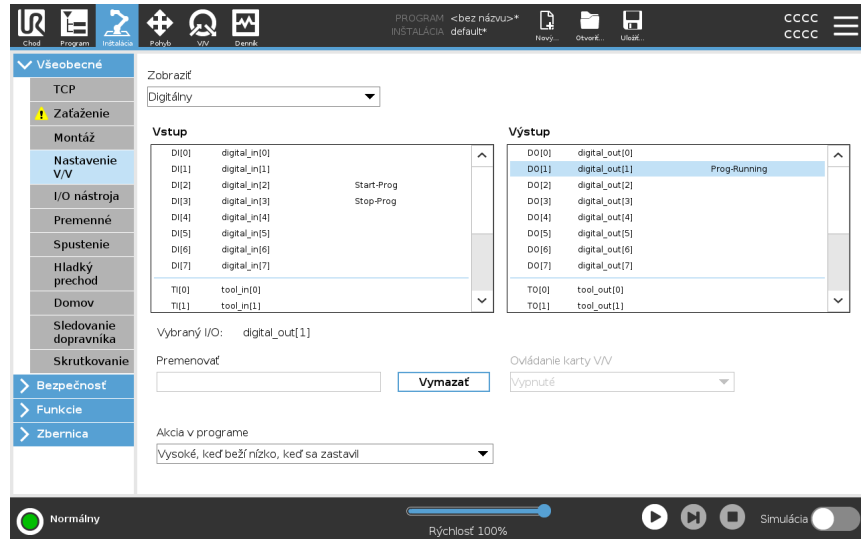 UR
PROGRAM <bez názvu>*
INŠTALÁCIA default*
CCCC
CCCC
Chod Program Inštalácia Pohyb V/V Denník Nový... Otvoriť... Uložiť...
Všeobecné
TCP
Zaťaženie
Montáž
Nastavenie
V/V
I/O nástroja
Premenné
Spustenie
Hladký
prechod
Domov
Sledovanie
dopravníka
Skrutkovanie
Bezpečnosť
Funkcie
Zbernica
Zobraziť
Digitálny
Vstup
DI[0] digital_in[0]
DI[1] digital_in[1]
DI[2] digital_in[2] Start-Prog
DI[3] digital_in[3] Stop-Prog
DI[4] digital_in[4]
DI[5] digital_in[5]
DI[6] digital_in[6]
DI[7] digital_in[7]
TI[0] tool_in[0]
TI[1] tool_in[1]
Výstup
DO[0] digital_out[0]
DO[1] digital_out[1] Prog-Running
DO[2] digital_out[2]
DO[3] digital_out[3]
DO[4] digital_out[4]
DO[5] digital_out[5]
DO[6] digital_out[6]
DO[7] digital_out[7]
TO[0] tool_out[0]
TO[1] tool_out[1]
Vybraný I/O: digital_out[1]
Premenovať
Vymazať
Ovládanie karty V/V
Vypnuté
Akcia v programe
Vysoké, keď beží nízko, keď sa zastavil
Normálny
Rýchlosť 100%
Simulácia